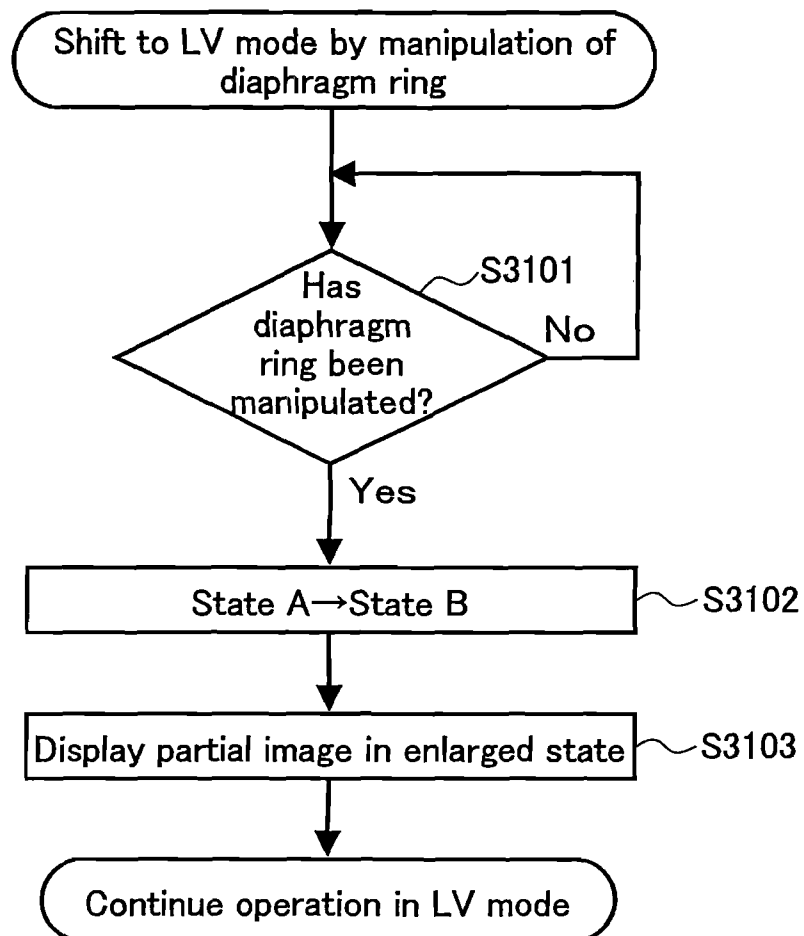 Shift to LV mode by manipulation of
diaphragm ring
S3101
Has
diaphragm
ring been
manipulated?
No
Yes
State A→State B
S3102
Display partial image in enlarged state
S3103
Continue operation in LV mode